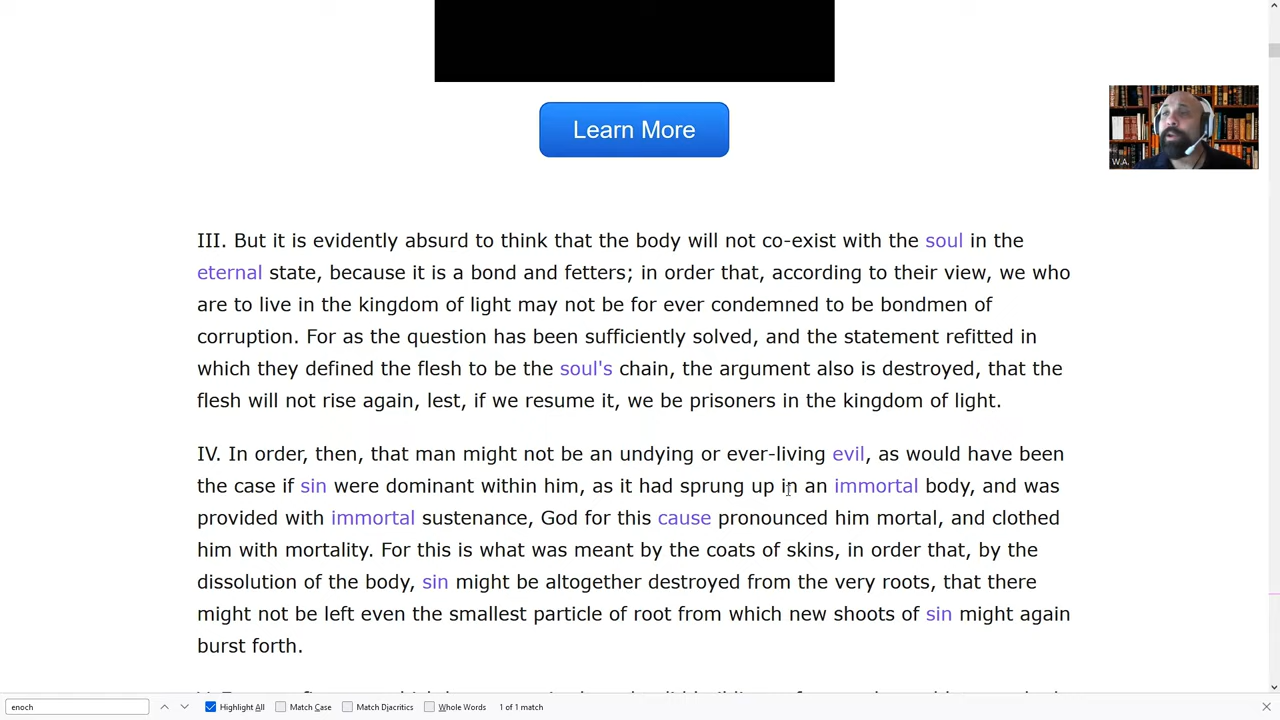 Learn More
W.A.
III. But it is evidently absurd to think that the body will not co-exist with the soul in the
eternal state, because it is a bond and fetters; in order that, according to their view, we who
are to live in the kingdom of light may not be for ever condemned to be bondmen of
corruption. For as the question has been sufficiently solved, and the statement refitted in
which they defined the flesh to be the soul's chain, the argument also is destroyed, that the
flesh will not rise again, lest, if we resume it, we be prisoners in the kingdom of light.
IV. In order, then, that man might not be an undying or ever-living evil, as would have been
the case if sin were dominant within him, as it had sprung up in an immortal body, and was
provided with immortal sustenance, God for this cause pronounced him mortal, and clothed
him with mortality. For this is what was meant by the coats of skins, in order that, by the
dissolution of the body, sin might be altogether destroyed from the very roots, that there
might not be left even the smallest particle of root from which new shoots of sin might again
burst forth.
enoch Highlight All Match Case Match Diacritics Whole Words 1 of 1 match